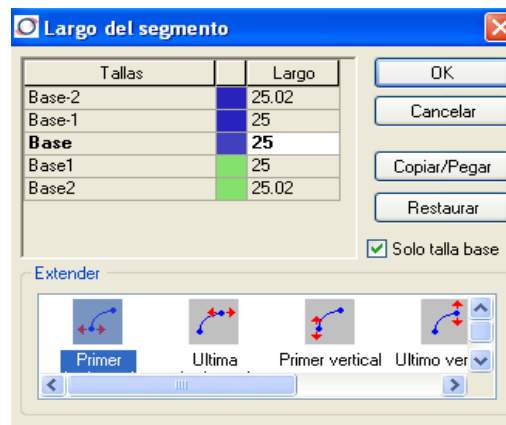 Largo del segmento
Tallas Largo
Base-2 25.02
Base-1 25
Base 25
Base1 25
Base2 25.02
OK
Cancelar
Copiar/Pegar
Restaurar
Solo talla base
Extender
Primer Ultima Primer vertical Ultimo ver